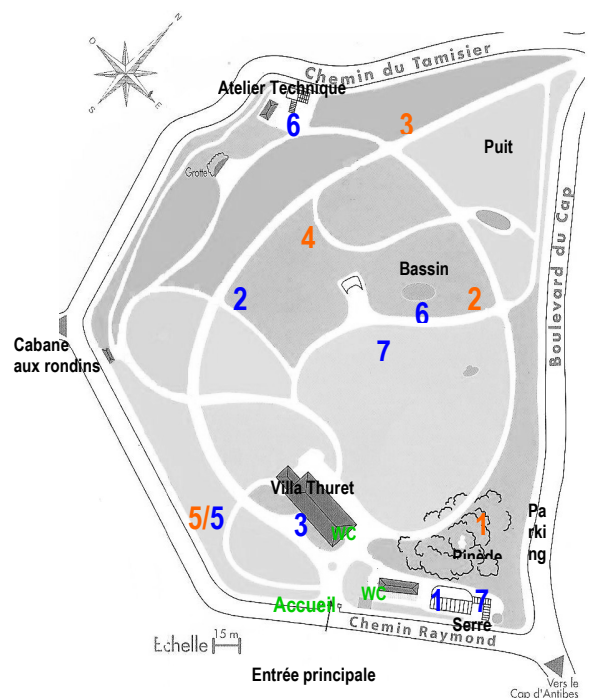 N
O
S
E
Chemin du Tamisier
Atelier Technique
6
3
Puit
Grotte
4
Bassin
2
6
2
7
Boulevard du Cap
Cabane
aux rondins
Villa Thuret
5/5
3
WC
1
Pa
rki
ng
Pinède
WC
Accueil
1
7
Serre
Chemin Raymond
Echelle 15 m
Entrée principale
Vers le
Cap d'Antibes